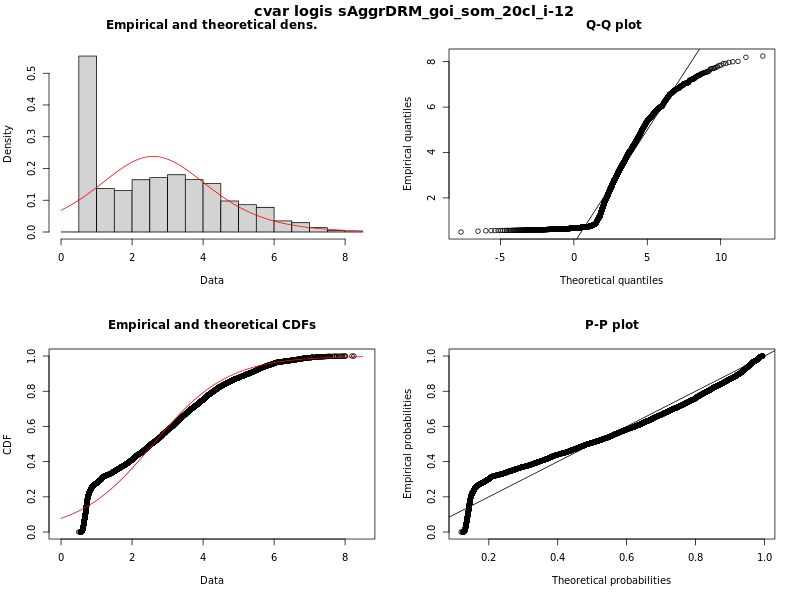 cvar logis sAggrDRM_goi_som_20cl_i-12
Empirical and theoretical dens.
Density
0.0 0.1 0.2 0.3 0.4 0.5
0 2 4 6 8
Data
Q-Q plot
Empirical quantiles
2 4 6 8
-5 0 5 10
Theoretical quantiles
Empirical and theoretical CDFs
CDF
0.0 0.2 0.4 0.6 0.8 1.0
0 2 4 6 8
Data
P-P plot
Empirical probabilities
0.0 0.2 0.4 0.6 0.8 1.0
0.2 0.4 0.6 0.8 1.0
Theoretical probabilities